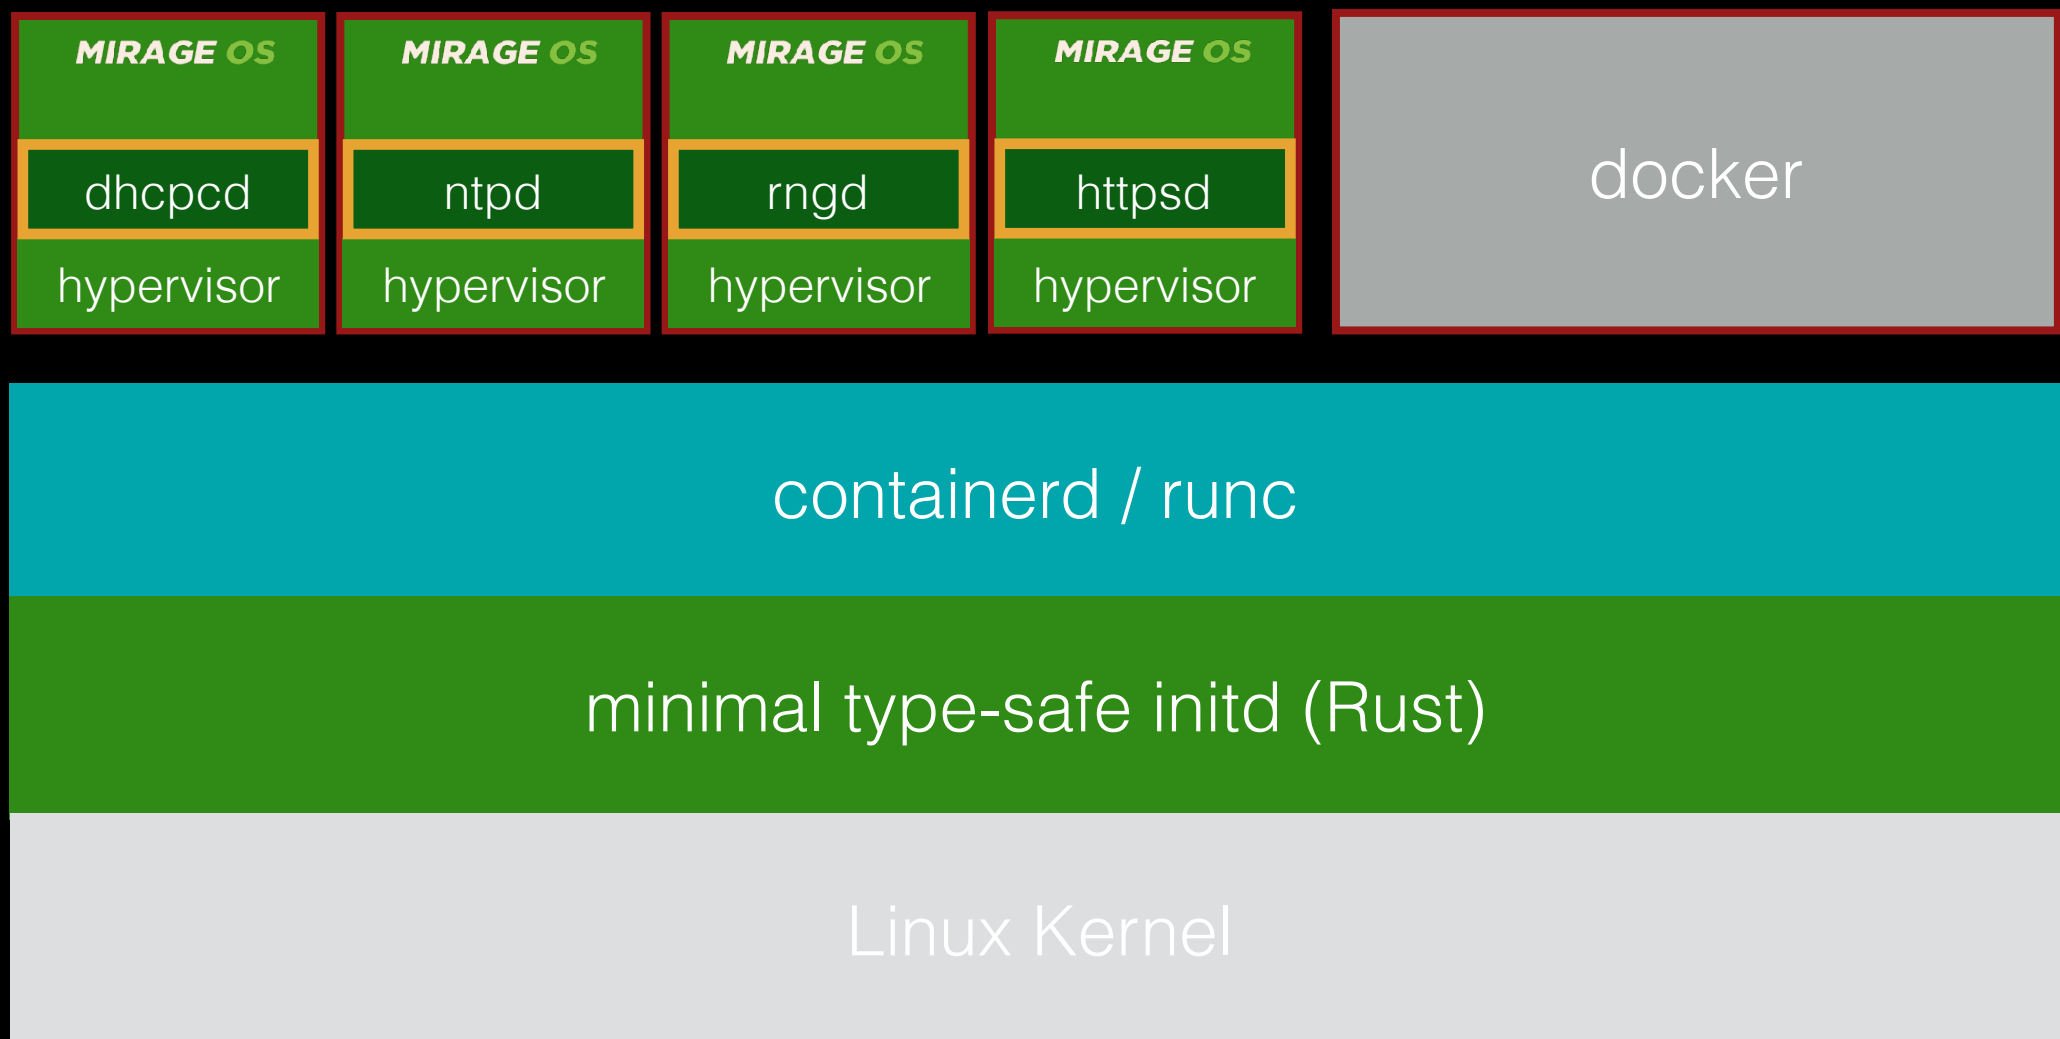 MIRAGE OS
MIRAGE OS
MIRAGE OS
MIRAGE OS
dhcpcd
ntpd
rngd
httpsd
docker
hypervisor
hypervisor
hypervisor
hypervisor
containerd / runc
minimal type-safe initd (Rust)
Linux Kernel